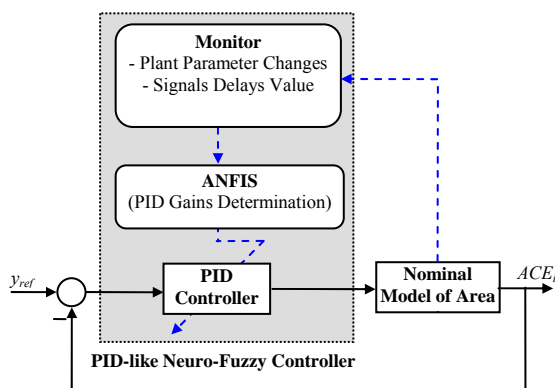 Monitor
- Plant Parameter Changes
- Signals Delays Value
ANFIS
(PID Gains Determination)
y_ref
PID
Controller
Nominal
Model of Area
ACE_i
PID-like Neuro-Fuzzy Controller